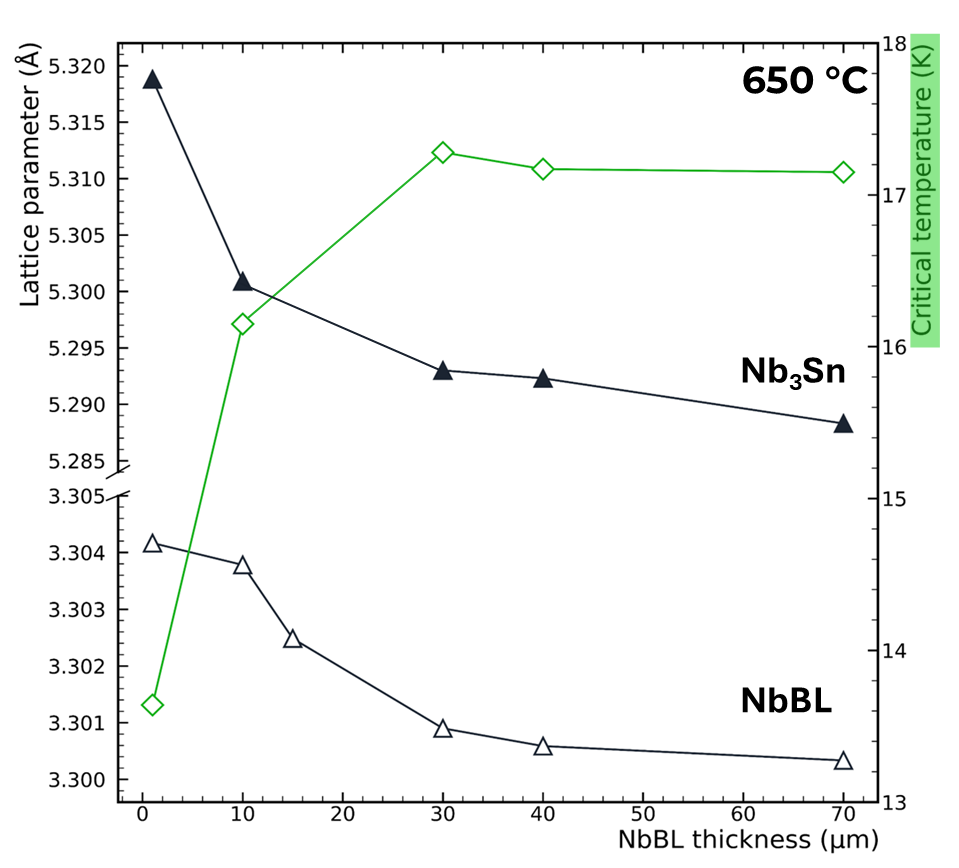 Lattice parameter (Å)
5.320
5.315
5.310
5.305
5.300
5.295
5.290
5.285
3.305
3.304
3.303
3.302
3.301
3.300
650 °C
Nb₃Sn
NbBL
18
17
16
15
14
13
Critical temperature (K)
0 10 20 30 40 50 60 70
NbBL thickness (μm)